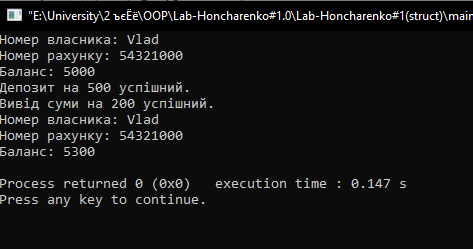 "E:\University\2 ъєЁё\OOP\Lab-Honcharenko#1.0\Lab-Honcharenko#1(struct)\main
Номер власника: Vlad
Номер рахунку: 54321000
Баланс: 5000
Депозит на 500 успішний.
Вивід суми на 200 успішний.
Номер власника: Vlad
Номер рахунку: 54321000
Баланс: 5300
Process returned 0 (0x0)   execution time : 0.147 s
Press any key to continue.